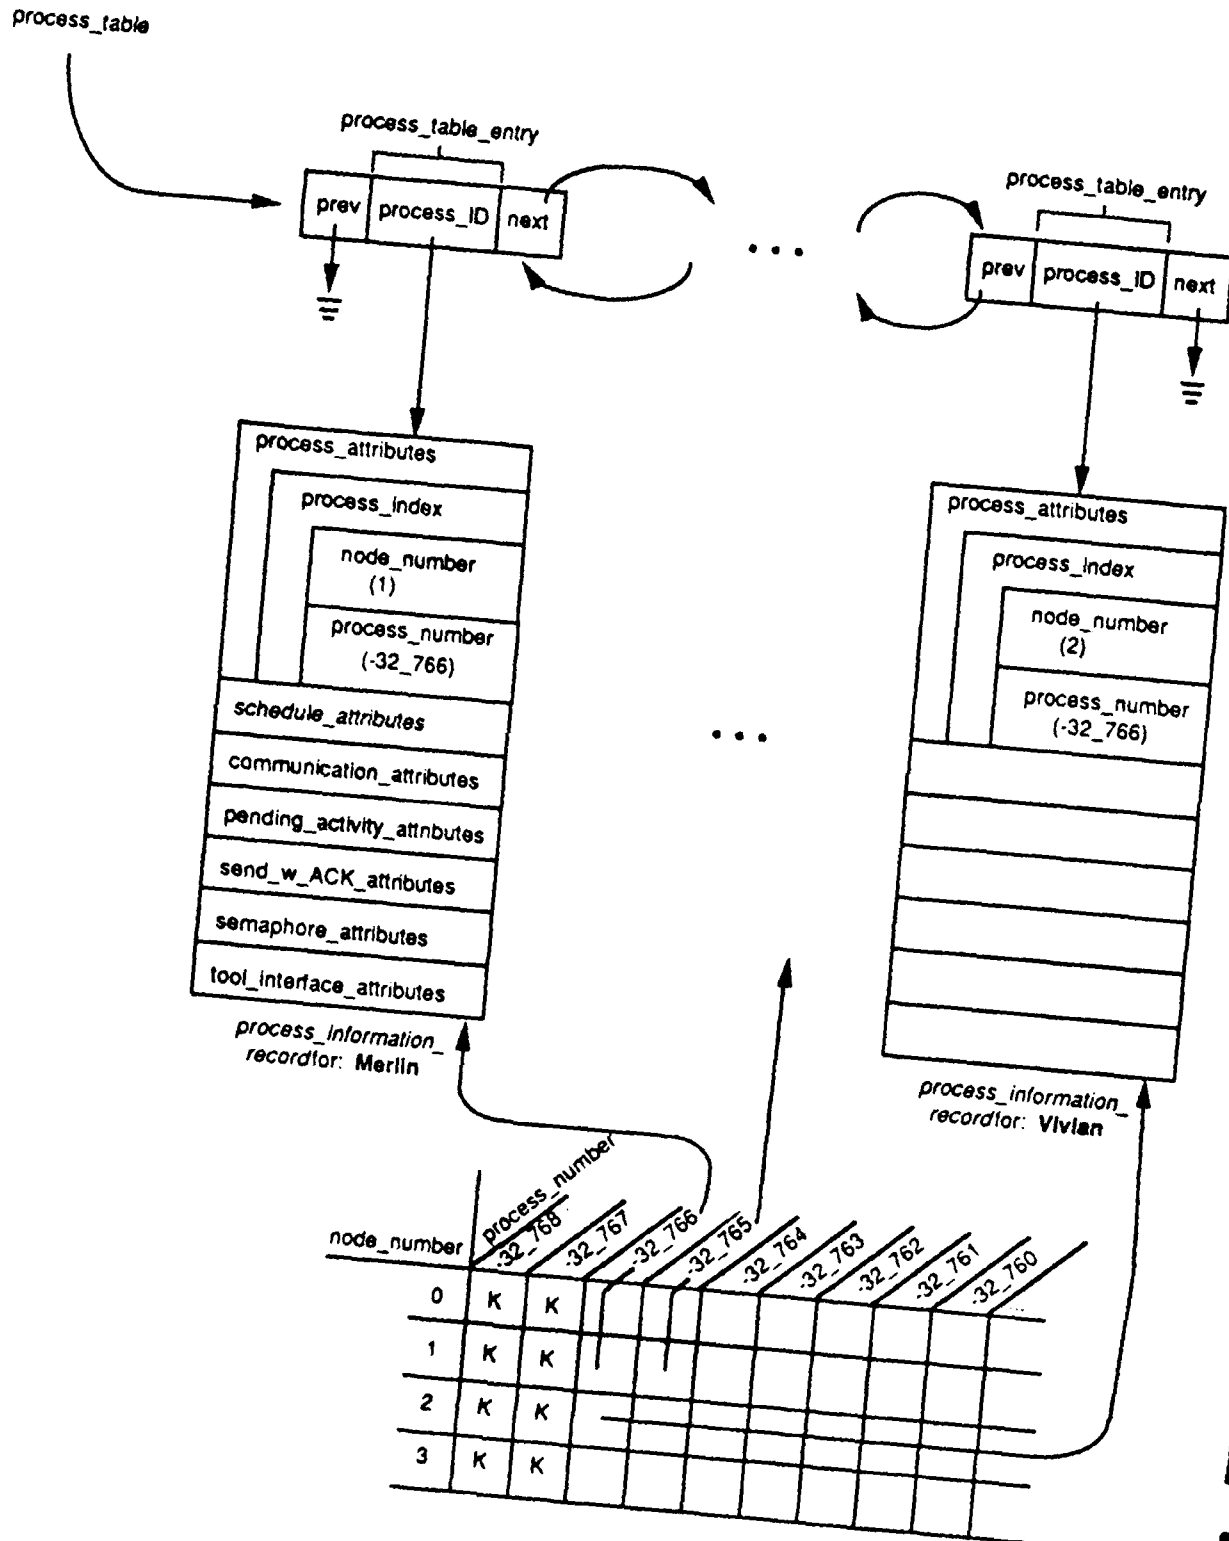 process_table
process_table_entry
prev process_ID next
process_table_entry
prev process_ID next
process_attributes
process_index
node_number
(1)
process_number
(-32_766)
schedule_attributes
communication_attributes
pending_activity_attributes
send_w_ACK_attributes
semaphore_attributes
tool_interface_attributes
process_information_
recordfor: Merlin
process_attributes
process_index
node_number
(2)
process_number
(-32_766)
process_information_
recordfor: Vivian
process_number
node_number -32_768 -32_767 -32_766 -32_765 -32_764 -32_763 -32_762 -32_761 -32_760 ...
0 K K
1 K K
2 K K
3 K K